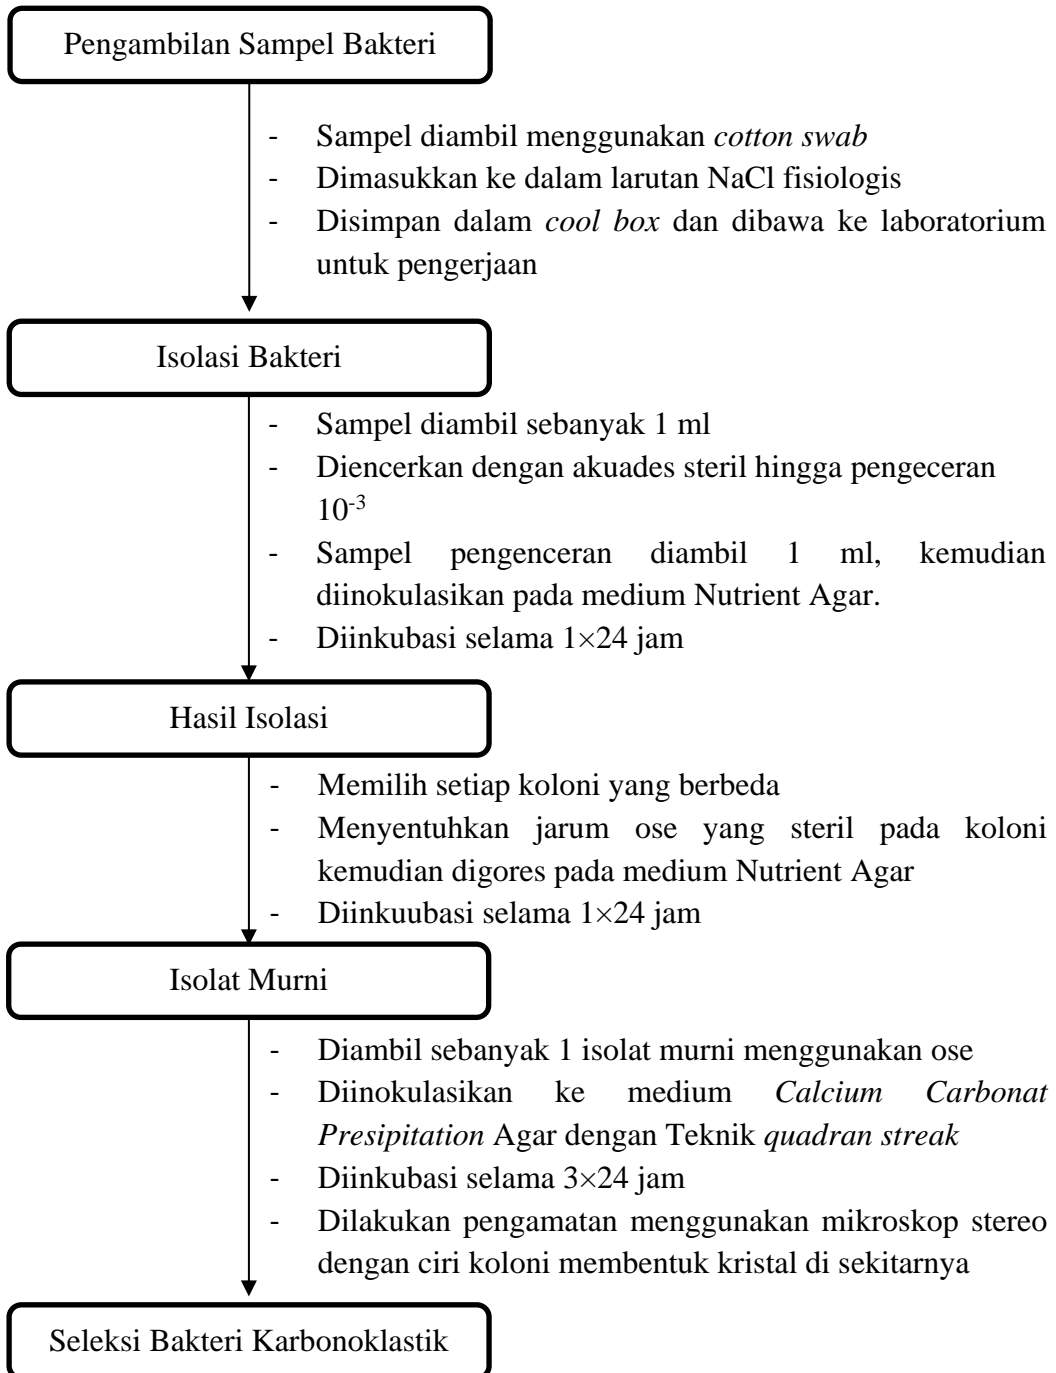 Pengambilan Sampel Bakteri
- Sampel diambil menggunakan cotton swab
- Dimasukkan ke dalam larutan NaCl fisiologis
- Disimpan dalam cool box dan dibawa ke laboratorium
untuk pengerjaan
Isolasi Bakteri
- Sampel diambil sebanyak 1 ml
- Diencerkan dengan akuades steril hingga pengeceran
10⁻³
- Sampel pengenceran diambil 1 ml, kemudian
diinokulasikan pada medium Nutrient Agar.
- Diinkubasi selama 1×24 jam
Hasil Isolasi
- Memilih setiap koloni yang berbeda
- Menyentuhkan jarum ose yang steril pada koloni
kemudian digores pada medium Nutrient Agar
- Diinkuubasi selama 1×24 jam
Isolat Murni
- Diambil sebanyak 1 isolat murni menggunakan ose
- Diinokulasikan ke medium Calcium Carbonat
Presipitation Agar dengan Teknik quadran streak
- Diinkubasi selama 3×24 jam
- Dilakukan pengamatan menggunakan mikroskop stereo
dengan ciri koloni membentuk kristal di sekitarnya
Seleksi Bakteri Karbonoklastik